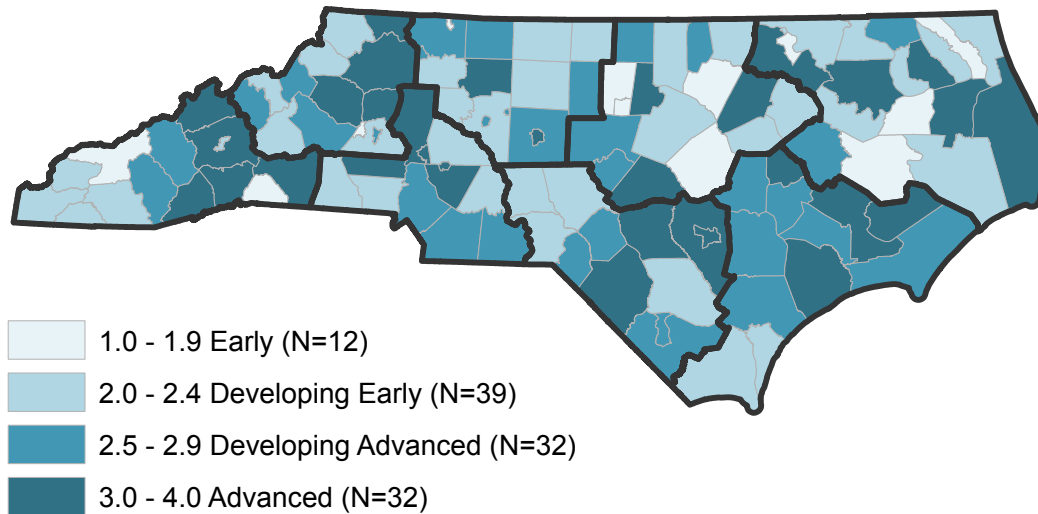 1.0 - 1.9 Early (N=12)
2.0 - 2.4 Developing Early (N=39)
2.5 - 2.9 Developing Advanced (N=32)
3.0 - 4.0 Advanced (N=32)